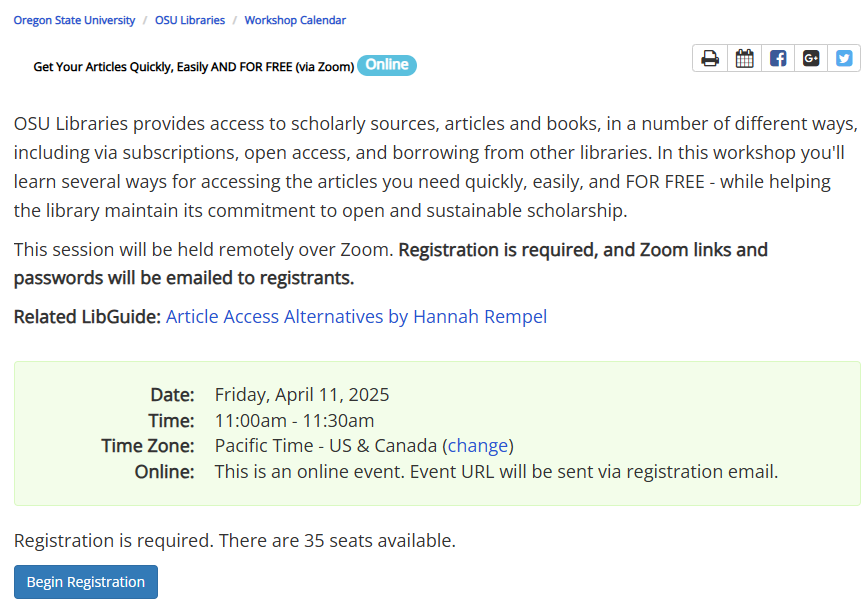 Oregon State University / OSU Libraries / Workshop Calendar
Get Your Articles Quickly, Easily AND FOR FREE (via Zoom) Online
OSU Libraries provides access to scholarly sources, articles and books, in a number of different ways,
including via subscriptions, open access, and borrowing from other libraries. In this workshop you'll
learn several ways for accessing the articles you need quickly, easily, and FOR FREE - while helping
the library maintain its commitment to open and sustainable scholarship.
This session will be held remotely over Zoom. Registration is required, and Zoom links and
passwords will be emailed to registrants.
Related LibGuide: Article Access Alternatives by Hannah Rempel
Date: Friday, April 11, 2025
Time: 11:00am - 11:30am
Time Zone: Pacific Time - US & Canada (change)
Online: This is an online event. Event URL will be sent via registration email.
Registration is required. There are 35 seats available.
Begin Registration